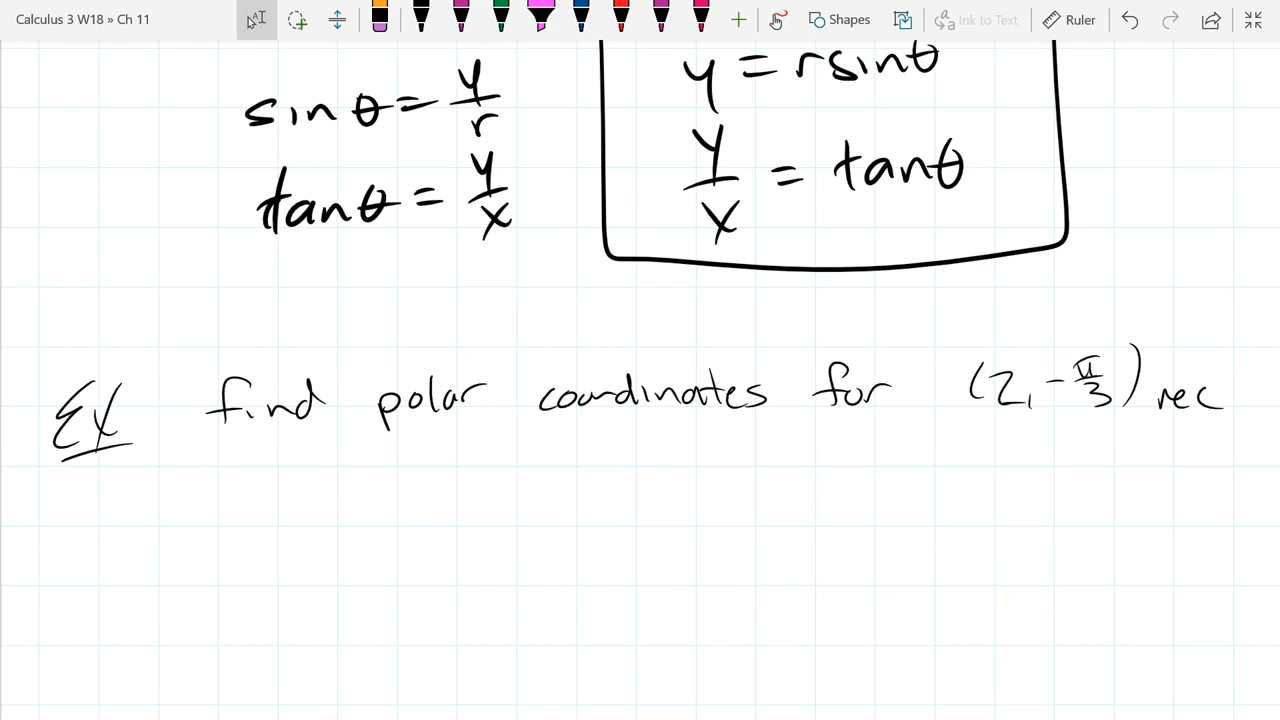 Calculus 3 W18 » Ch 11
Ink to Text
Shapes
Ruler
y = rsinθ
sinθ = y/r
y/x = tanθ
tanθ = y/x
Ex find polar coordinates for (2, -π/3) rec